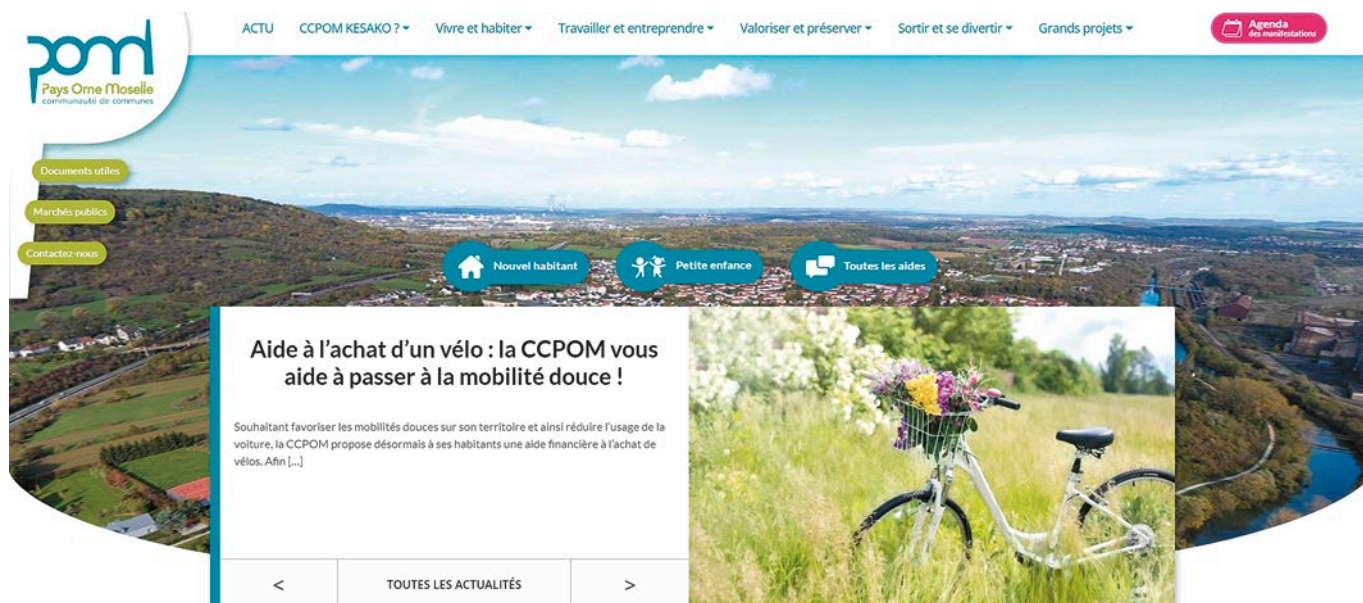 pom
Pays Orne Moselle
communauté de communes
ACTU
CCPOM KESAKO ?
Vivre et habiter
Travailler et entreprendre
Valoriser et préserver
Sortir et se divertir
Grands projets
Agenda
des manifestations
Documents utiles
Marchés publics
Contactez-nous
Nouvel habitant
Petite enfance
Toutes les aides
Aide à l’achat d’un vélo : la CCPOM vous
aide à passer à la mobilité douce !
Souhaitant favoriser les mobilités douces sur son territoire et ainsi réduire l’usage de la
voiture, la CCPOM propose désormais à ses habitants une aide financière à l’achat de
vélos. Afin [...]
<
TOUTES LES ACTUALITÉS
>